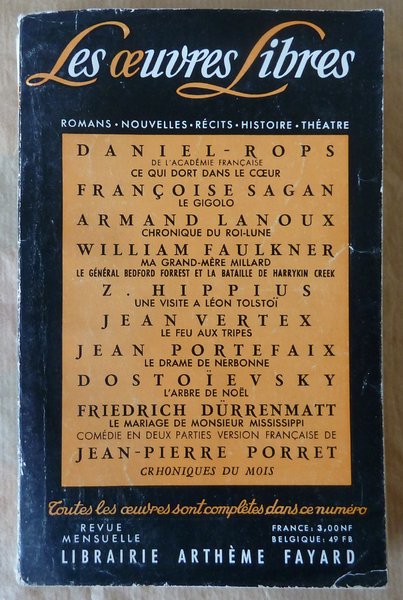 Les œuvres Libres
ROMANS • NOUVELLES • RÉCITS • HISTOIRE • THÉATRE
DANIEL-ROPS
DE L'ACADÉMIE FRANÇAISE
CE QUI DORT DANS LE CŒUR
FRANÇOISE SAGAN
LE GIGOLO
ARMAND LANOUX
CHRONIQUE DU ROI-LUNE
WILLIAM FAULKNER
MA GRAND-MÈRE MILLARD
LE GÉNÉRAL BEDFORD FORREST ET LA BATAILLE DE HARRYKIN CREEK
Z. HIPPIUS
UNE VISITE A LÉON TOLSTOÏ
JEAN VERTEX
LE FEU AUX TRIPES
JEAN PORTEFAIX
LE DRAME DE NERBONNE
DOSTOÏEVSKY
L'ARBRE DE NOËL
FRIEDRICH DÜRRENMATT
LE MARIAGE DE MONSIEUR MISSISSIPPI
COMÉDIE EN DEUX PARTIES VERSION FRANÇAISE DE
JEAN-PIERRE PORRET
CRHONIQUES DU MOIS
Toutes les œuvres sont complètes dans ce numéro
REVUE MENSUELLE
FRANCE : 3,00 NF
BELGIQUE : 49 FB
LIBRAIRIE ARTHÈME FAYARD